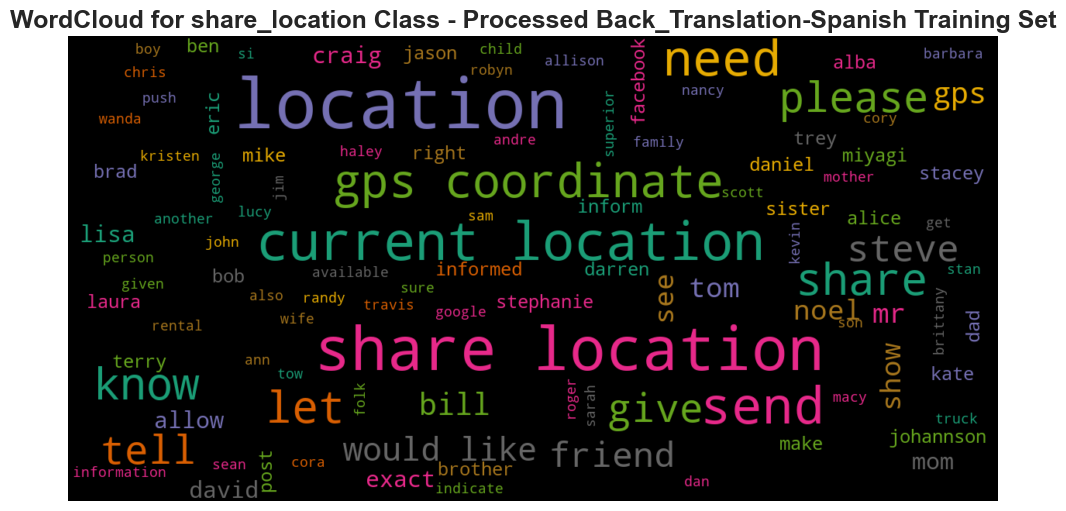 WordCloud for share_location Class - Processed Back_Translation-Spanish Training Set
boy
ben
si
craig
jason
child
robyn
allison
facebook
need
alba
barbara
chris
push
wanda
eric
location
superior
nancy
please
gps
cory
kristen
mike
haley
right
andre
family
trey
miyagi
brad
george
jim
gps coordinate
scott
daniel
mother
stacey
another
lucy
sam
inform
sister
alice
get
lisa
john
current location
kevin
steve
person
given
bob
available
informed
darren
share
stan
laura
also
randy
sure
travis
google
stephanie
see
tom
noel
son
mr
brittany
dad
rental
wife
terry
ann
tow
share location
show
kate
know
allow
let
folk
bill
roger
sarah
give
send
macy
truck
tell
would like
friend
make
johannson
information
sean
post
cora
brother
mom
david
exact
indicate
dan